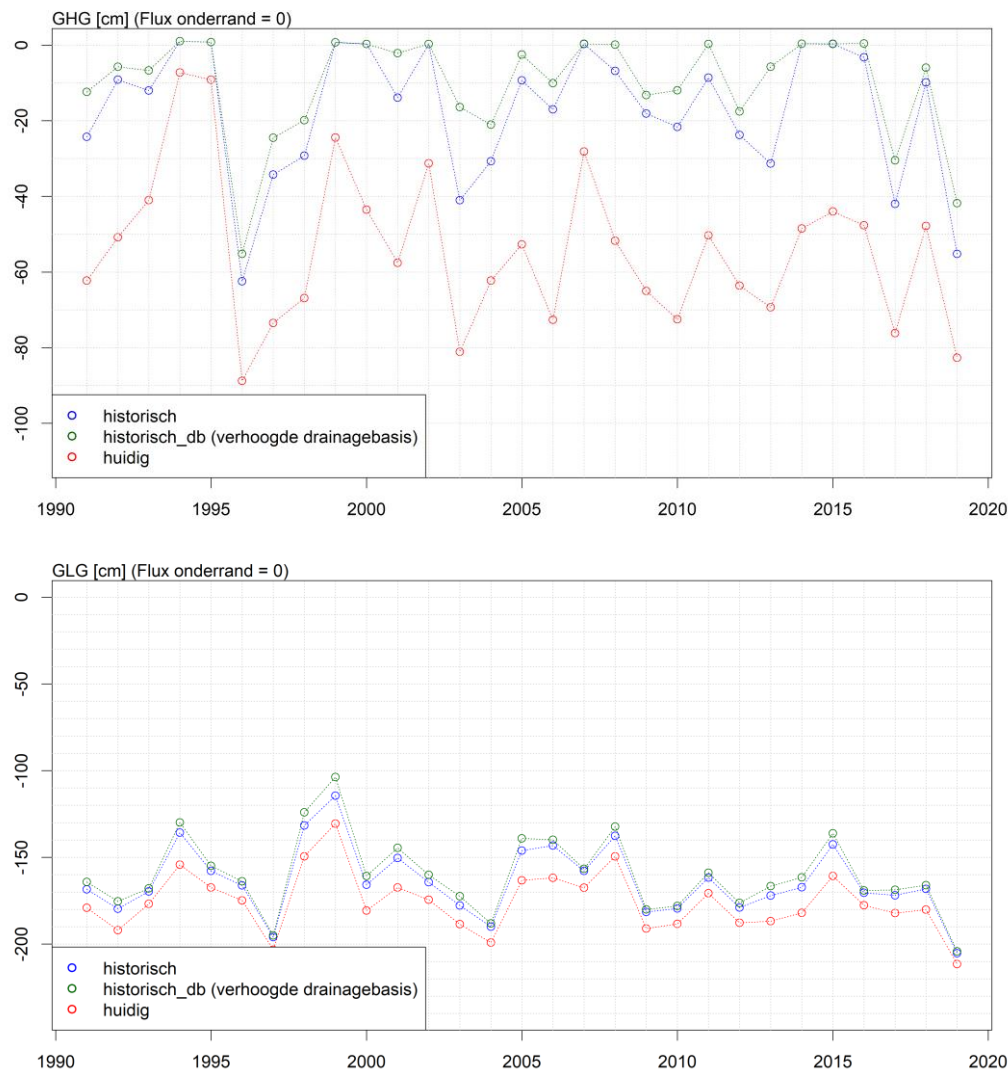 GHG [cm] (Flux onderrand = 0)
0
-20
-40
-60
-80
-100
historisch
historisch_db (verhoogde drainagebasis)
huidig
1990 1995 2000 2005 2010 2015 2020
GLG [cm] (Flux onderrand = 0)
0
-50
-100
-150
-200
historisch
historisch_db (verhoogde drainagebasis)
huidig
1990 1995 2000 2005 2010 2015 2020